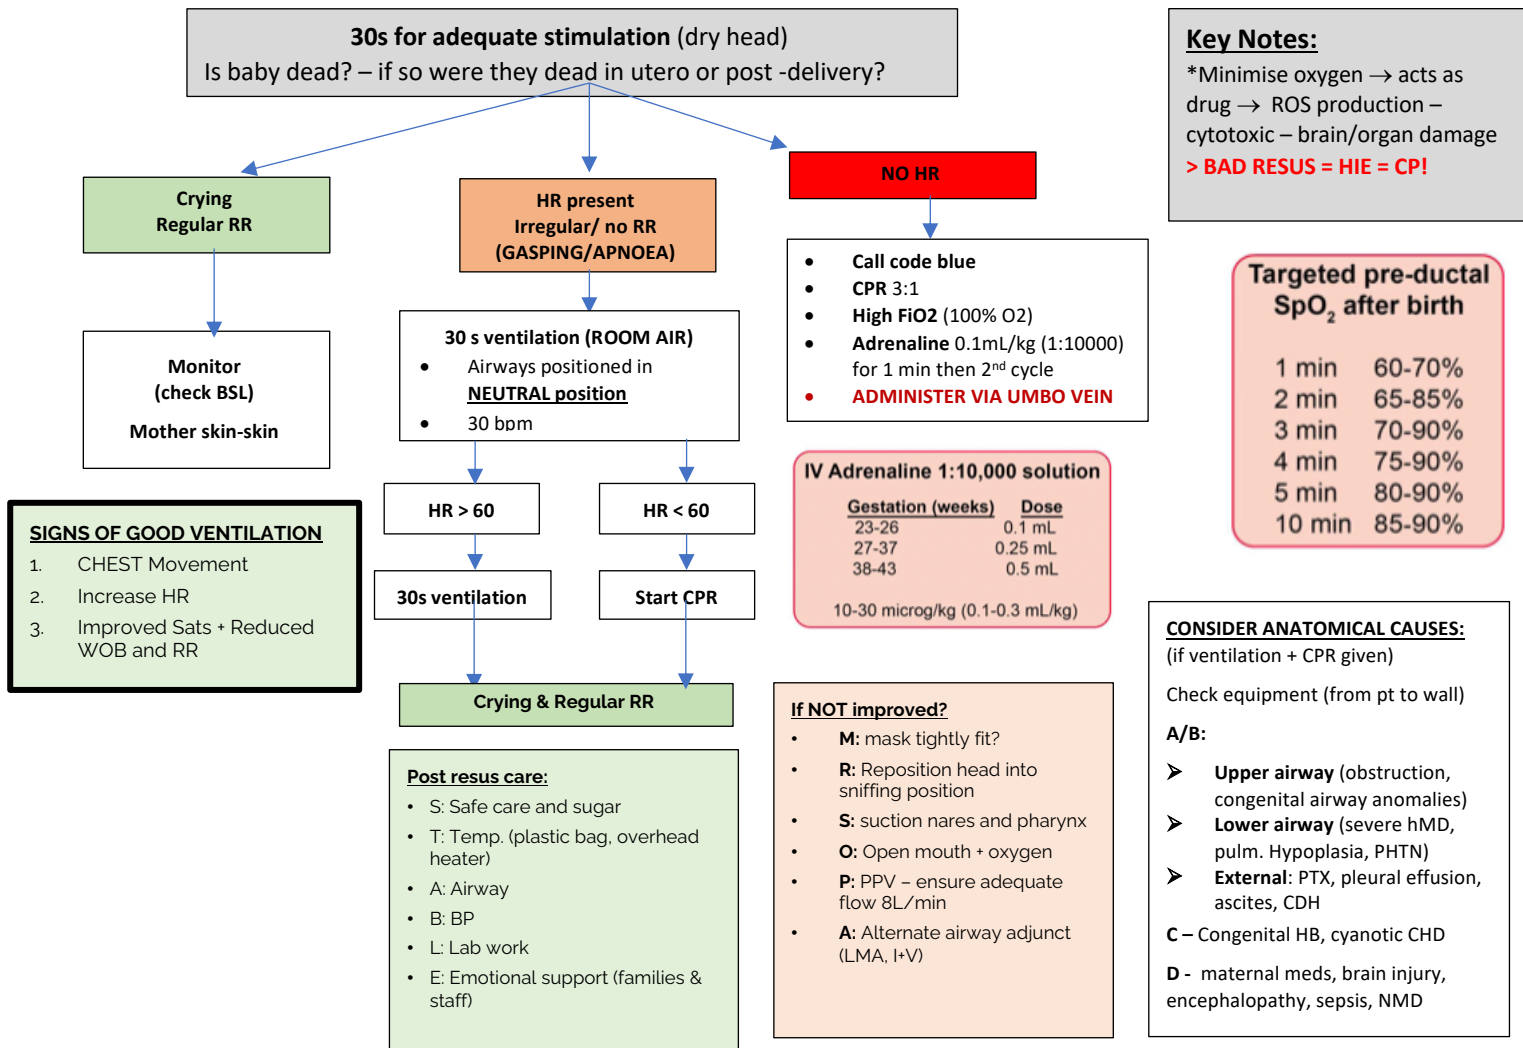 30s for adequate stimulation (dry head)
Is baby dead? – if so were they dead in utero or post -delivery?
Key Notes:
*Minimise oxygen → acts as
drug → ROS production –
cytotoxic – brain/organ damage
> BAD RESUS = HIE = CP!
Crying
Regular RR
HR present
Irregular/ no RR
(GASPING/APNOEA)
NO HR
Monitor
(check BSL)
Mother skin-skin
30 s ventilation (ROOM AIR)
• Airways positioned in
NEUTRAL position
• 30 bpm
• Call code blue
• CPR 3:1
• High FiO2 (100% O2)
• Adrenaline 0.1mL/kg (1:10000)
for 1 min then 2nd cycle
• ADMINISTER VIA UMBO VEIN
Targeted pre-ductal
SpO2 after birth
1 min 60-70%
2 min 65-85%
3 min 70-90%
4 min 75-90%
5 min 80-90%
10 min 85-90%
HR > 60
HR < 60
30s ventilation
Start CPR
Crying & Regular RR
IV Adrenaline 1:10,000 solution
Gestation (weeks) Dose
23-26 0.1 mL
27-37 0.25 mL
38-43 0.5 mL
10-30 microg/kg (0.1-0.3 mL/kg)
SIGNS OF GOOD VENTILATION
1. CHEST Movement
2. Increase HR
3. Improved Sats + Reduced
WOB and RR
Post resus care:
• S: Safe care and sugar
• T: Temp. (plastic bag, overhead
heater)
• A: Airway
• B: BP
• L: Lab work
• E: Emotional support (families &
staff)
If NOT improved?
• M: mask tightly fit?
• R: Reposition head into
sniffing position
• S: suction nares and pharynx
• O: Open mouth + oxygen
• P: PPV – ensure adequate
flow 8L/min
• A: Alternate airway adjunct
(LMA, I+V)
CONSIDER ANATOMICAL CAUSES:
(if ventilation + CPR given)
Check equipment (from pt to wall)
A/B:
➢ Upper airway (obstruction,
congenital airway anomalies)
➢ Lower airway (severe hMD,
pulm. Hypoplasia, PHTN)
➢ External: PTX, pleural effusion,
ascites, CDH
C – Congenital HB, cyanotic CHD
D - maternal meds, brain injury,
encephalopathy, sepsis, NMD